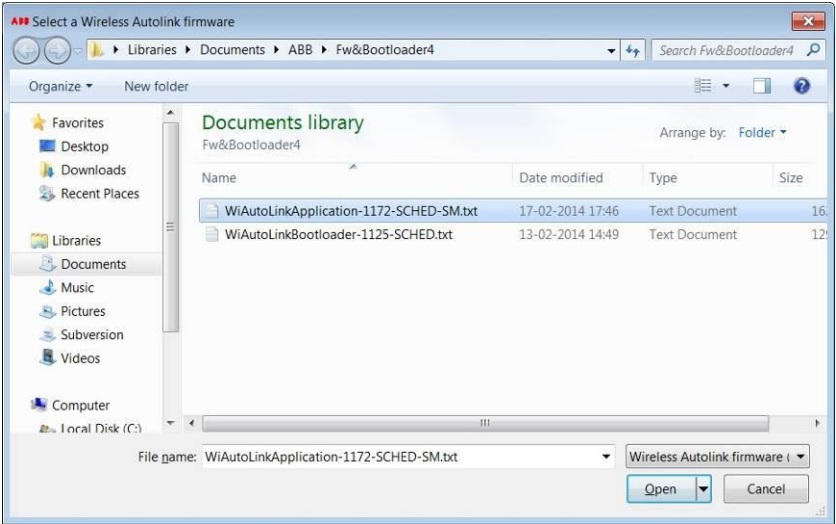 ABB Select a Wireless Autolink firmware
Libraries Documents ABB Fw&Bootloader4
Search Fw&Bootloader4
Organize New folder
Favorites
Desktop
Downloads
Recent Places
Libraries
Documents
Music
Pictures
Subversion
Videos
Computer
Local Disk (C:)
Documents library
Fw&Bootloader4
Arrange by: Folder
Name Date modified Type Size
WiAutoLinkApplication-1172-SCHED-SM.txt 17-02-2014 17:46 Text Document
WiAutoLinkBootloader-1125-SCHED.txt 13-02-2014 14:49 Text Document
File name: WiAutoLinkApplication-1172-SCHED-SM.txt
Wireless Autolink firmware (
Open Cancel